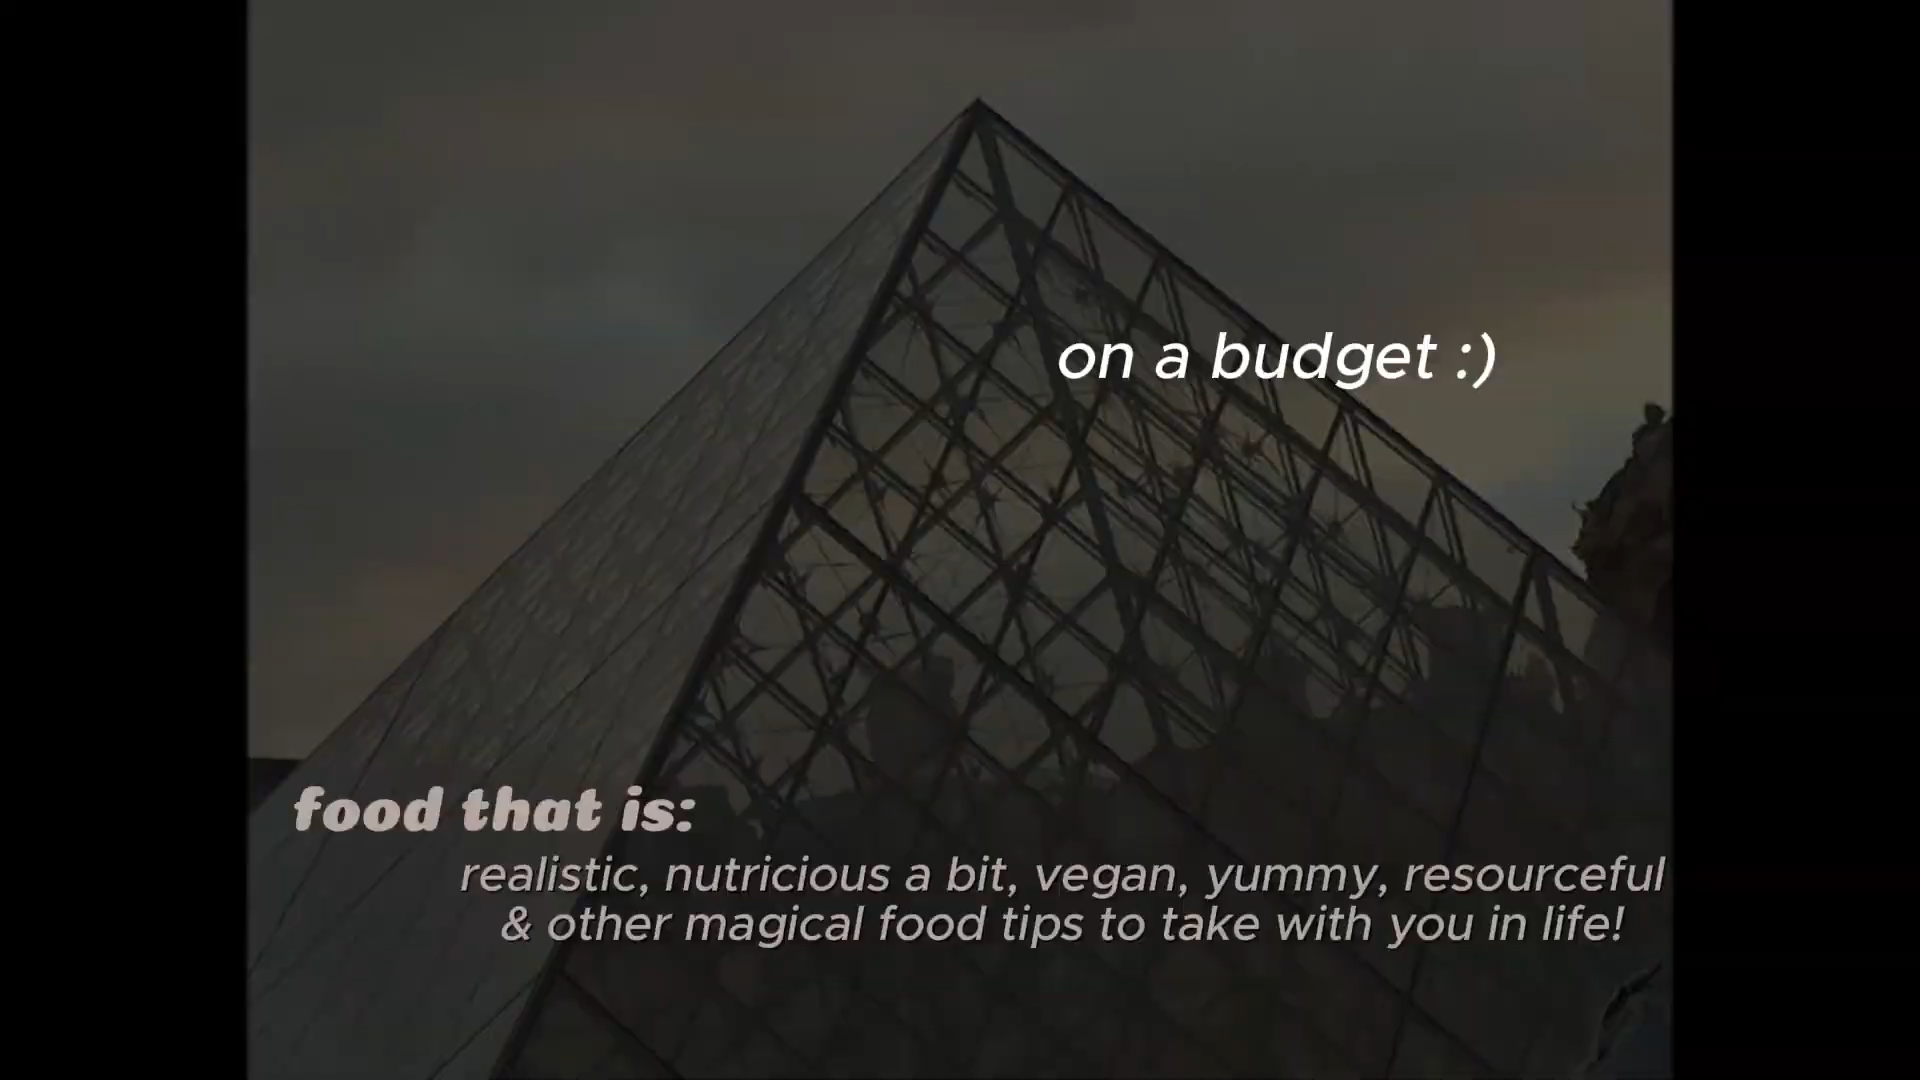 on a budget :)
food that is:
realistic, nutricious a bit, vegan, yummy, resourceful
& other magical food tips to take with you in life!